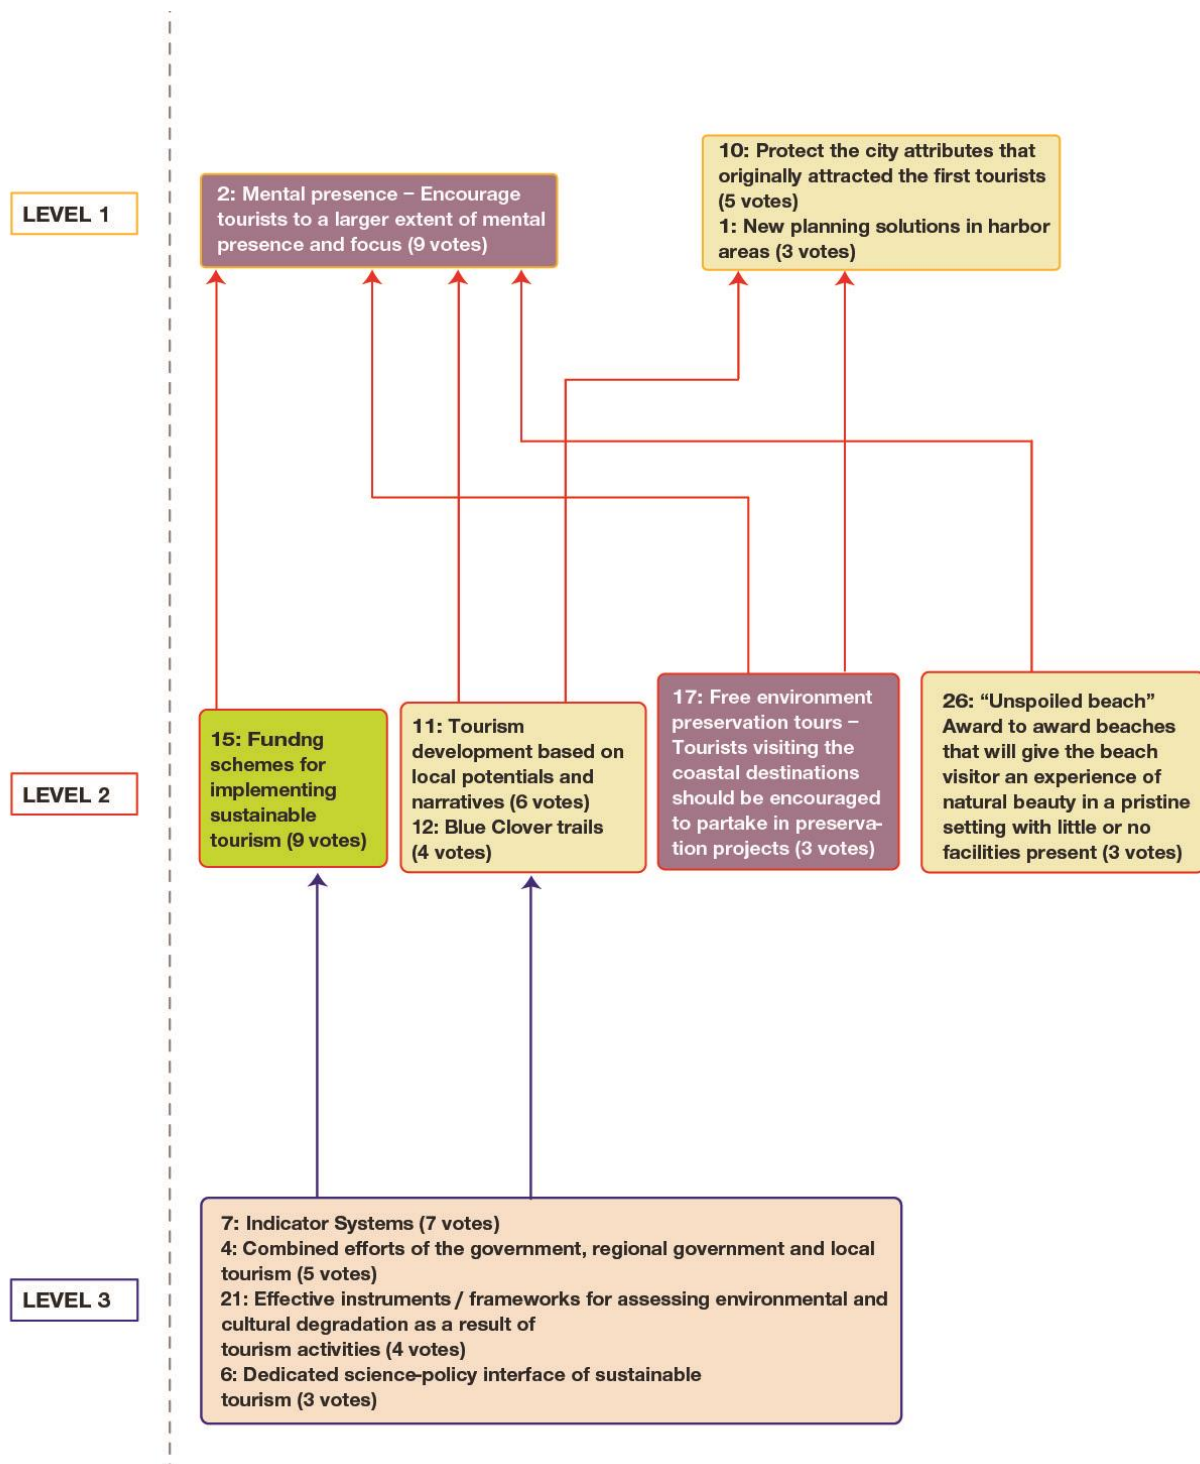 LEVEL 1
2: Mental presence – Encourage
tourists to a larger extent of mental
presence and focus (9 votes)
10: Protect the city attributes that
originally attracted the first tourists
(5 votes)
1: New planning solutions in harbor
areas (3 votes)
LEVEL 2
15: Fundng
schemes for
implementing
sustainable
tourism (9 votes)
11: Tourism
development based on
local potentials and
narratives (6 votes)
12: Blue Clover trails
(4 votes)
17: Free environment
preservation tours –
Tourists visiting the
coastal destinations
should be encouraged
to partake in preserva-
tion projects (3 votes)
26: “Unspoiled beach”
Award to award beaches
that will give the beach
visitor an experience of
natural beauty in a pristine
setting with little or no
facilities present (3 votes)
LEVEL 3
7: Indicator Systems (7 votes)
4: Combined efforts of the government, regional government and local
tourism (5 votes)
21: Effective instruments / frameworks for assessing environmental and
cultural degradation as a result of
tourism activities (4 votes)
6: Dedicated science-policy interface of sustainable
tourism (3 votes)